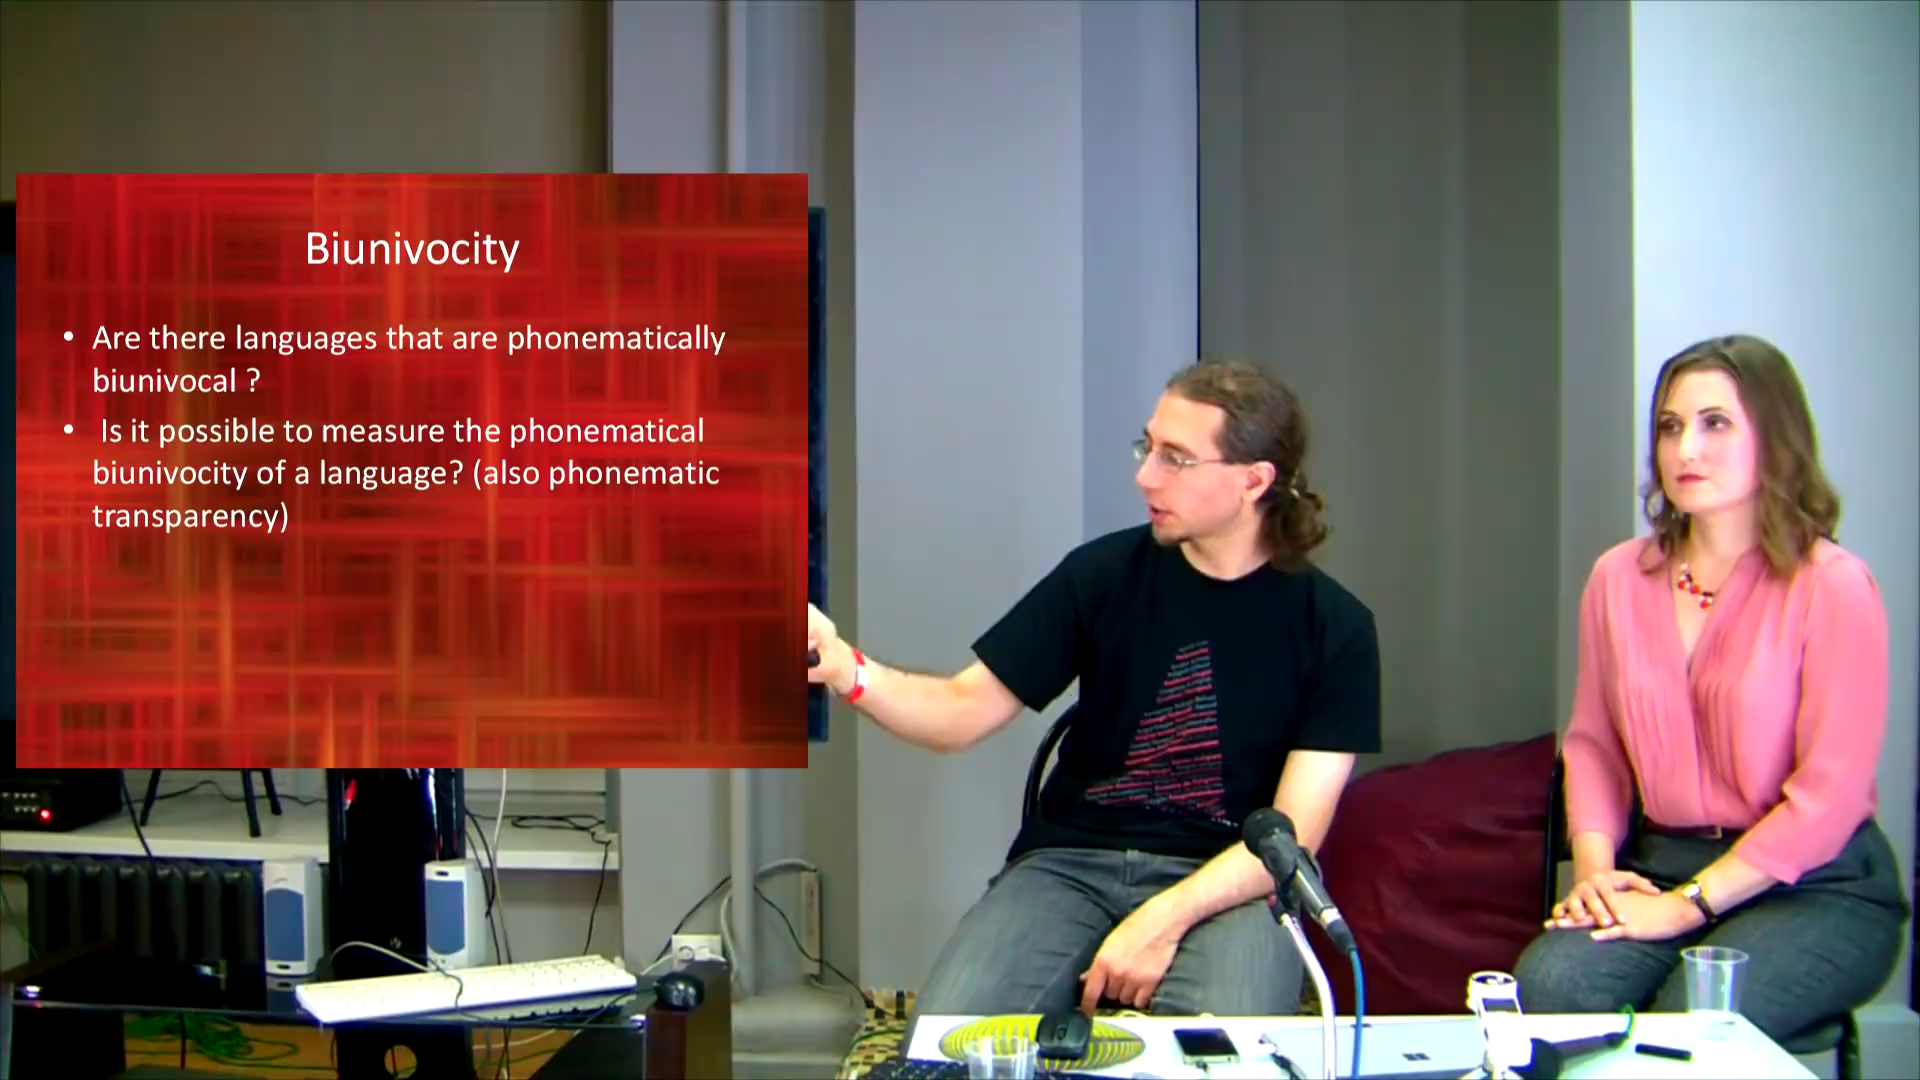 Biunivocity
• Are there languages that are phonematically
biunivocal ?
• Is it possible to measure the phonematical
biunivocity of a language? (also phonematic
transparency)